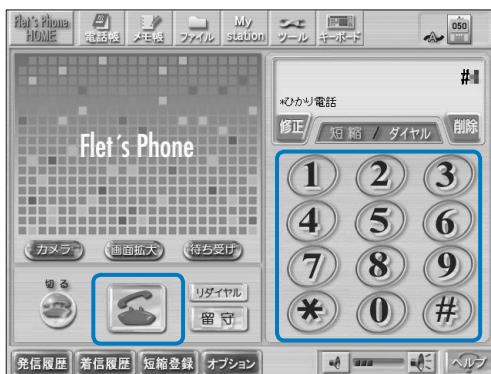 Flet's Phone HOME
電話帳
メモ帳
ファイル
My station
ツール
キーボード
050
#
*ひかり電話
修正
短縮 / ダイヤル
削除
Flet's Phone
1 2 3
4 5 6
7 8 9
* 0 #
カメラ
画面拡大
待ち受け
切る
リダイヤル
留守
発信履歴
着信履歴
短縮登録
オプション
ヘルプ